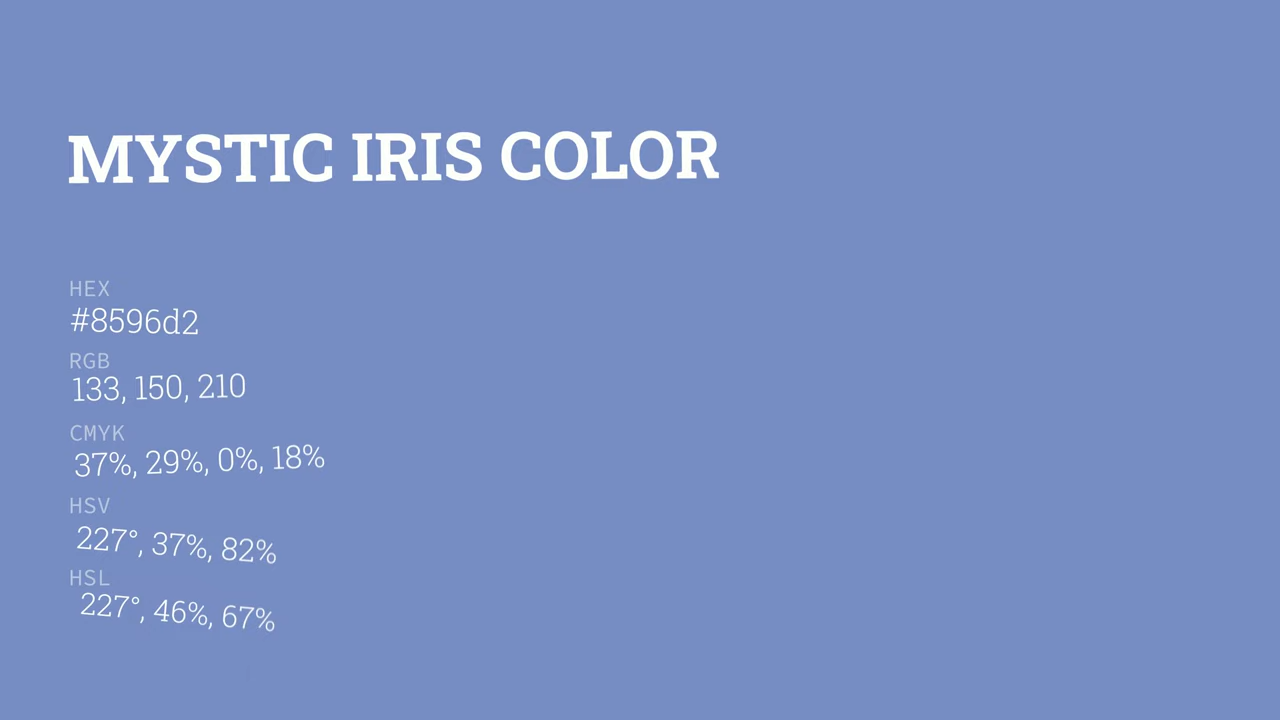 MYSTIC IRIS COLOR
HEX
#8596d2
RGB
133, 150, 210
CMYK
37%, 29%, 0%, 18%
HSV
227°, 37%, 82%
HSL
227°, 46%, 67%